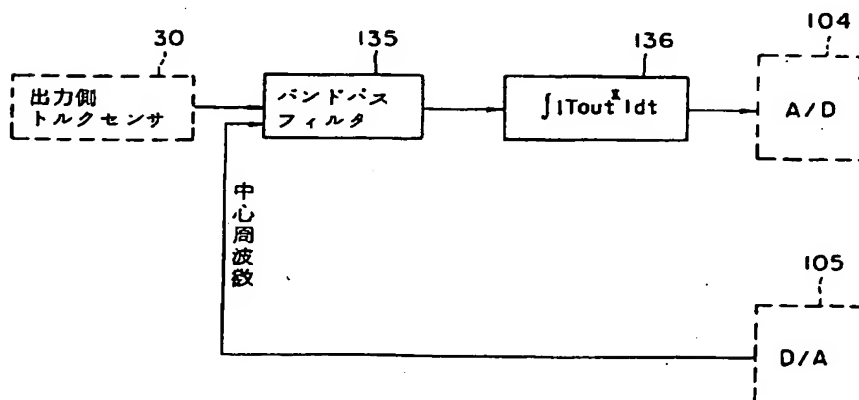 30
135
136
104
出力側
トルクセンサ
バンドパス
フィルタ
∫|Tout^x|dt
A/D
中心周波数
105
D/A